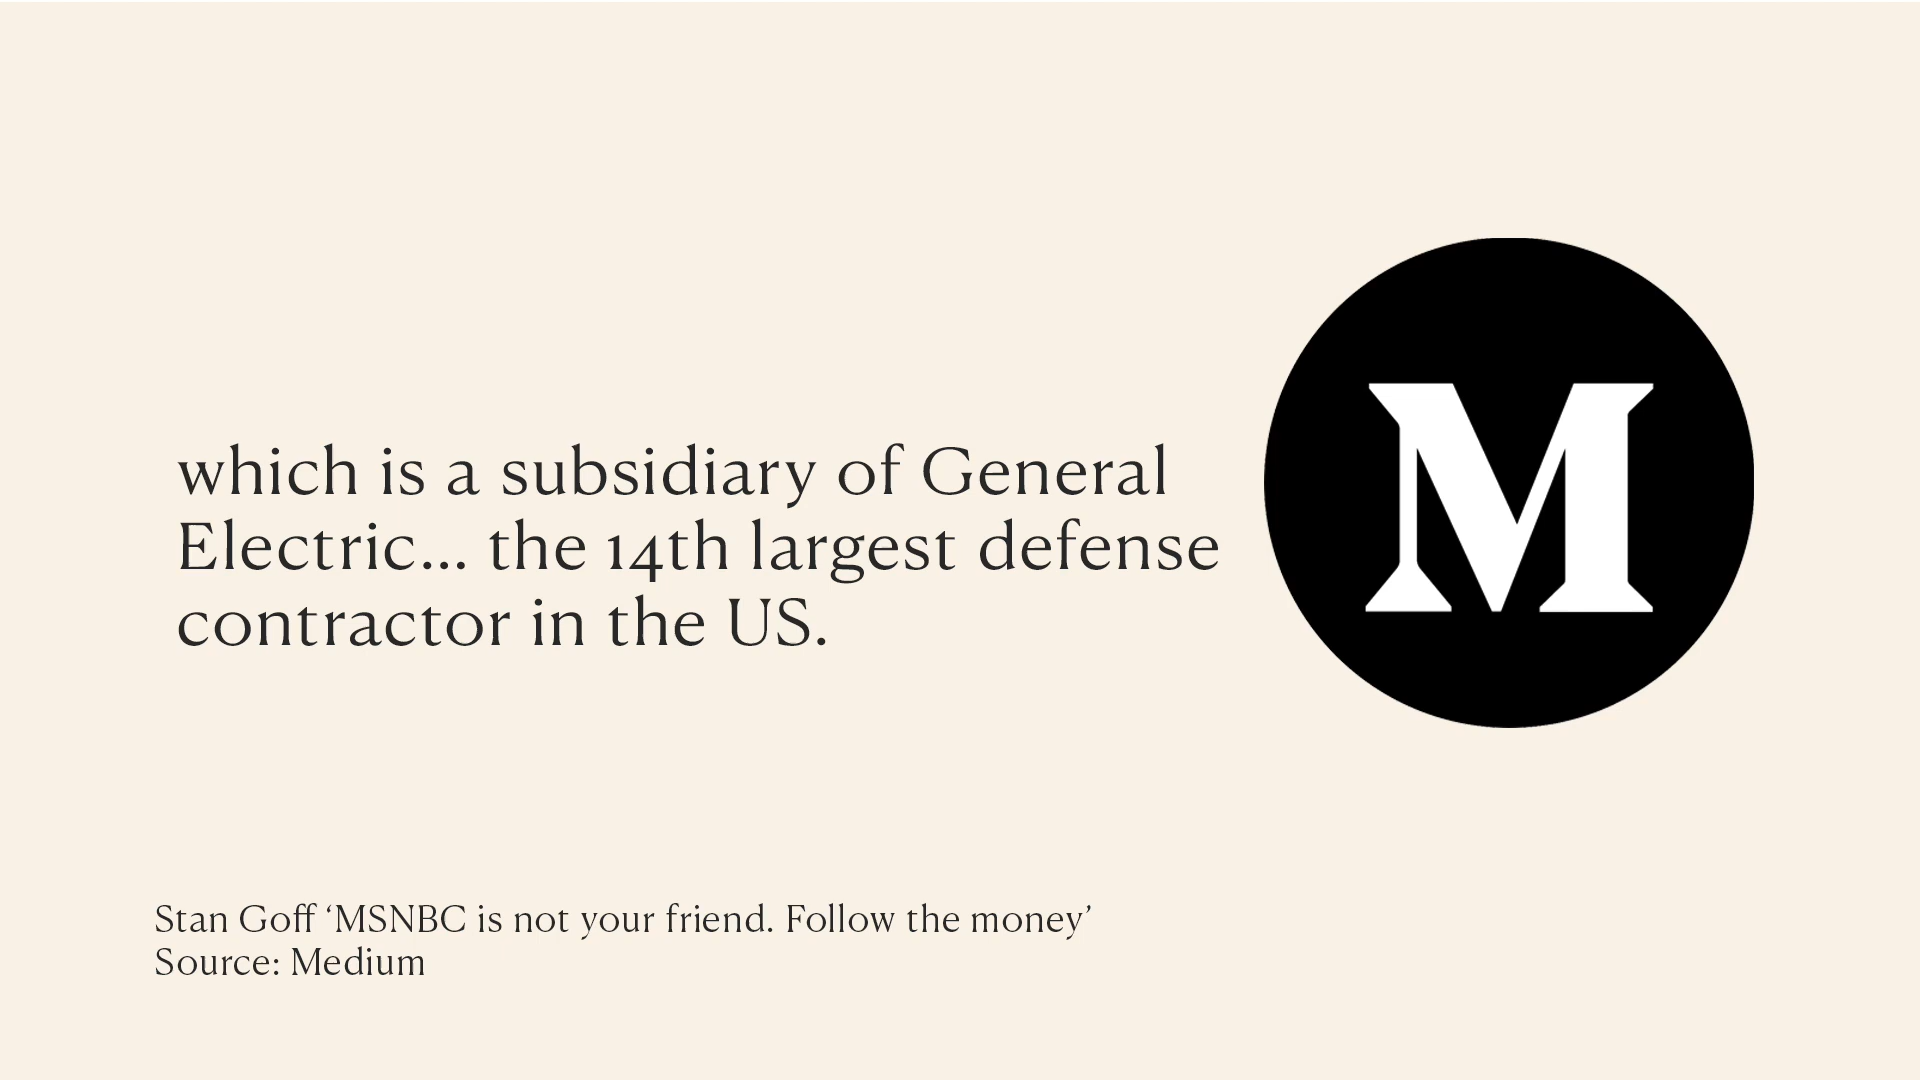 which is a subsidiary of General
Electric... the 14th largest defense
contractor in the US.
M
Stan Goff ‘MSNBC is not your friend. Follow the money’
Source: Medium